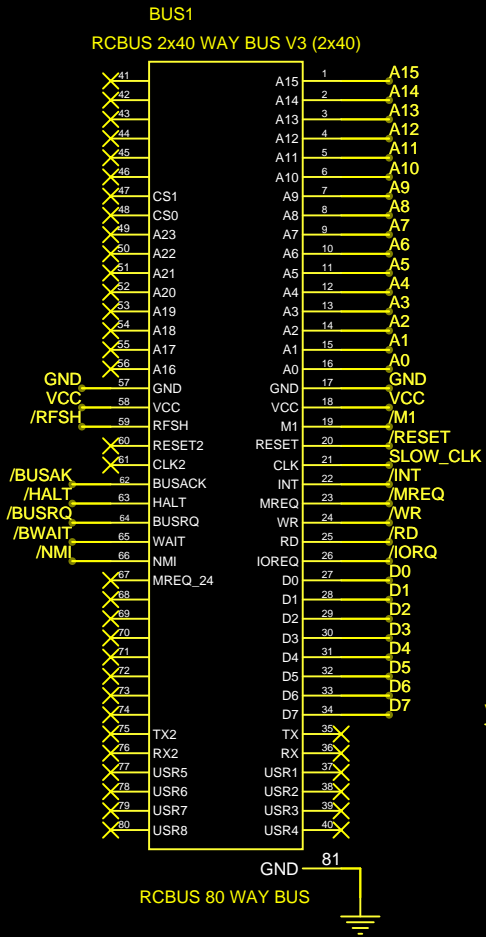 BUS1
RCBUS 2x40 WAY BUS V3 (2x40)
41 A15 1 A15
42 A14 2 A14
43 A13 3 A13
44 A12 4 A12
45 A11 5 A11
46 A10 6 A10
47 CS1 A9 7 A9
48 CS0 A8 8 A8
49 A23 A7 9 A7
50 A22 A6 10 A6
51 A21 A5 11 A5
52 A20 A4 12 A4
53 A19 A3 13 A3
54 A18 A2 14 A2
55 A17 A1 15 A1
56 A16 A0 16 A0
GND 57 GND GND 17 GND
VCC 58 VCC VCC 18 VCC
/RFSH 59 RFSH M1 19 /M1
60 RESET2 RESET 20 /RESET
61 CLK2 CLK 21 SLOW_CLK
/BUSAK 62 BUSACK INT 22 /INT
/HALT 63 HALT MREQ 23 /MREQ
/BUSRQ 64 BUSRQ WR 24 /WR
/BWAIT 65 WAIT RD 25 /RD
/NMI 66 NMI IOREQ 26 /IORQ
67 MREQ_24 D0 27 D0
68 D1 28 D1
69 D2 29 D2
70 D3 30 D3
71 D4 31 D4
72 D5 32 D5
73 D6 33 D6
74 D7 34 D7
75 TX2 TX 35
76 RX2 RX 36
77 USR5 USR1 37
78 USR6 USR2 38
79 USR7 USR3 39
80 USR8 USR4 40
GND 81
RCBUS 80 WAY BUS